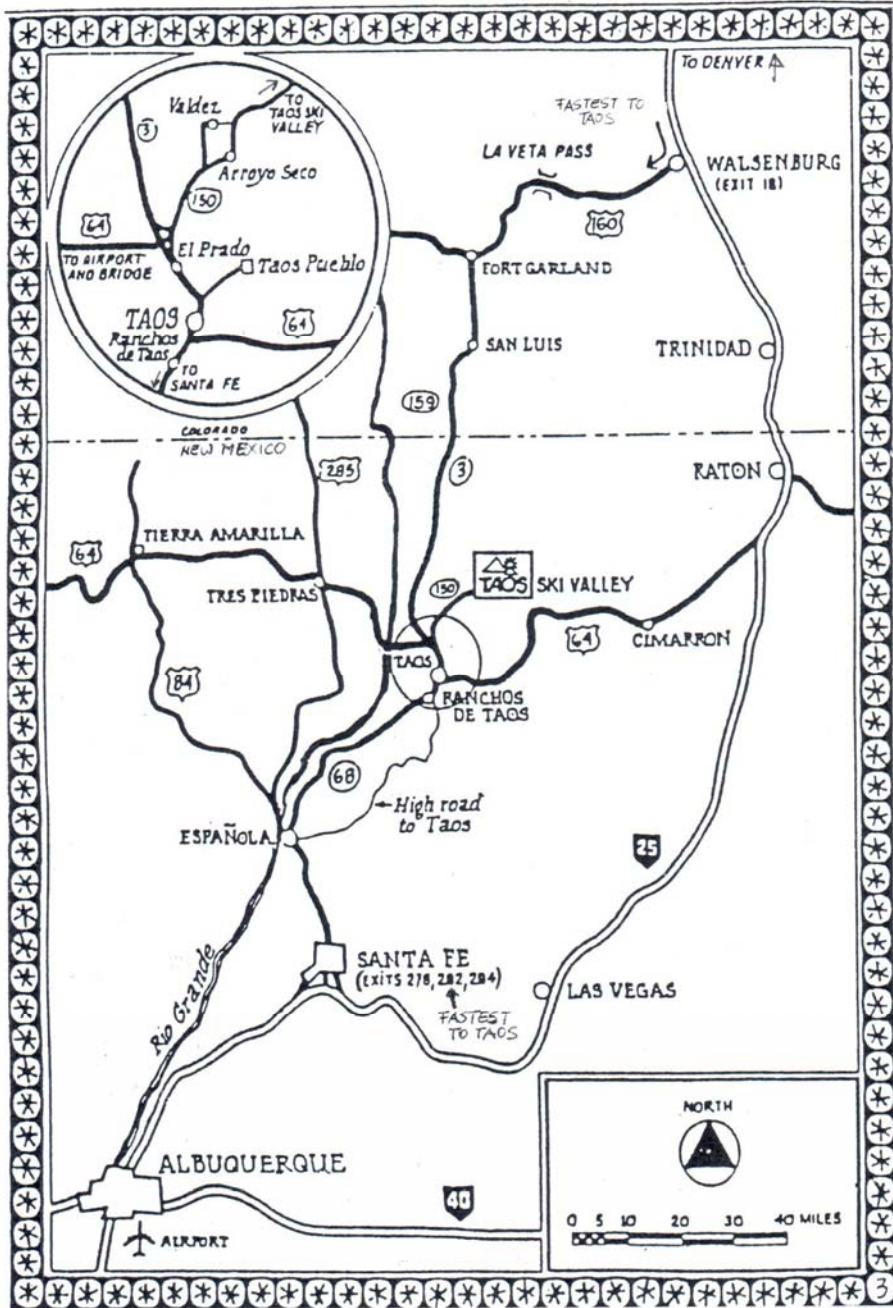 TO DENVER
FASTEST TO
TAOS
LA VETA PASS
WALSENBURG
(EXIT 18)
160
FORT GARLAND
SAN LUIS
TRINIDAD
159
Valdez
TO
TAOS SKI
VALLEY
3
Arroyo Seco
150
64
El Prado
TO AIRPORT
AND BRIDGE
Taos Pueblo
TAOS
Ranchos
de Taos
64
TO
SANTA FE
COLORADO
NEW MEXICO
285
3
RATON
TIERRA AMARILLA
64
TRES PIEDRAS
150
TAOS SKI VALLEY
64
CIMARRON
TAOS
RANCHOS
DE TAOS
84
68
High road
to Taos
ESPAÑOLA
25
Rio Grande
SANTA FE
(EXITS 278, 282, 284)
FASTEST
TO TAOS
LAS VEGAS
NORTH
ALBUQUERQUE
40
AIRPORT
0 5 10 20 30 40 MILES
3